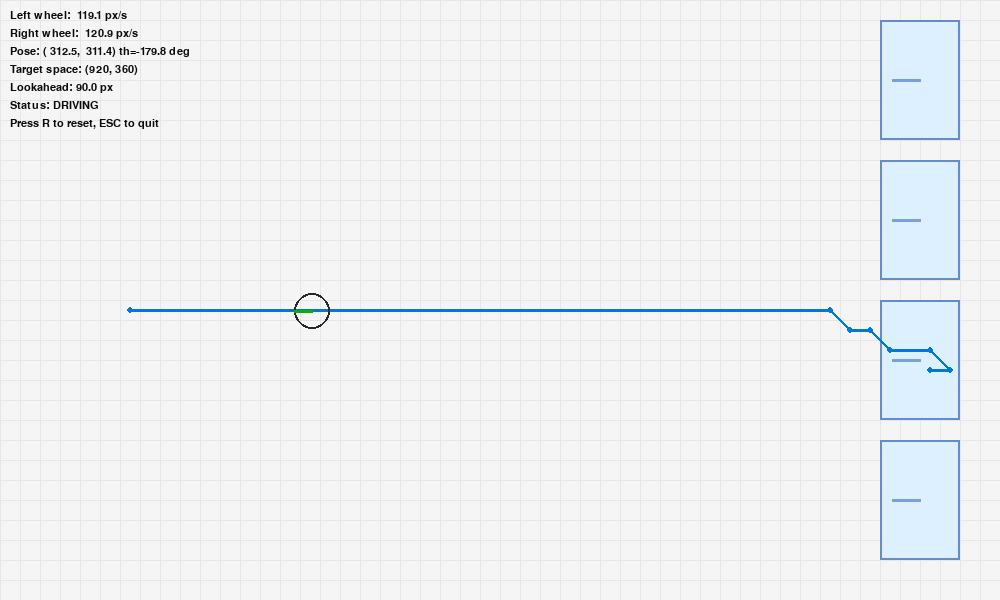 Left wheel: 119.1 px/s
Right wheel: 120.9 px/s
Pose: ( 312.5, 311.4) th=-179.8 deg
Target space: (920, 360)
Lookahead: 90.0 px
Status: DRIVING
Press R to reset, ESC to quit